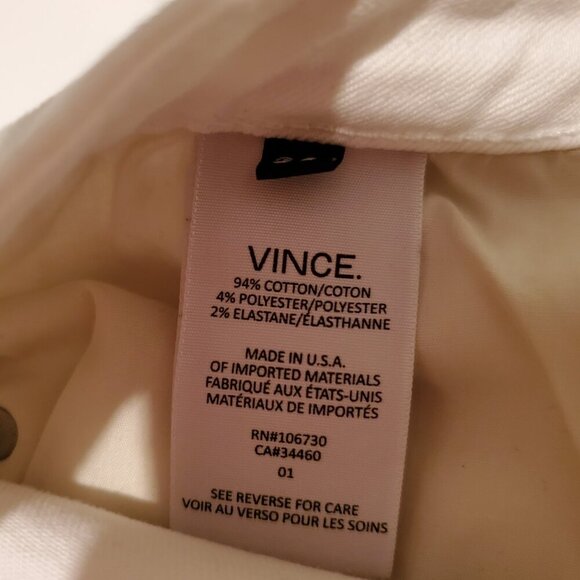 VINCE.
94% COTTON/COTON
4% POLYESTER/POLYESTER
2% ELASTANE/ÉLASTHANNE
MADE IN U.S.A.
OF IMPORTED MATERIALS
FABRIQUÉ AUX ÉTATS-UNIS
MATÉRIAUX DE IMPORTÉS
RN#106730
CA#34460
01
SEE REVERSE FOR CARE
VOIR AU VERSO POUR LES SOINS